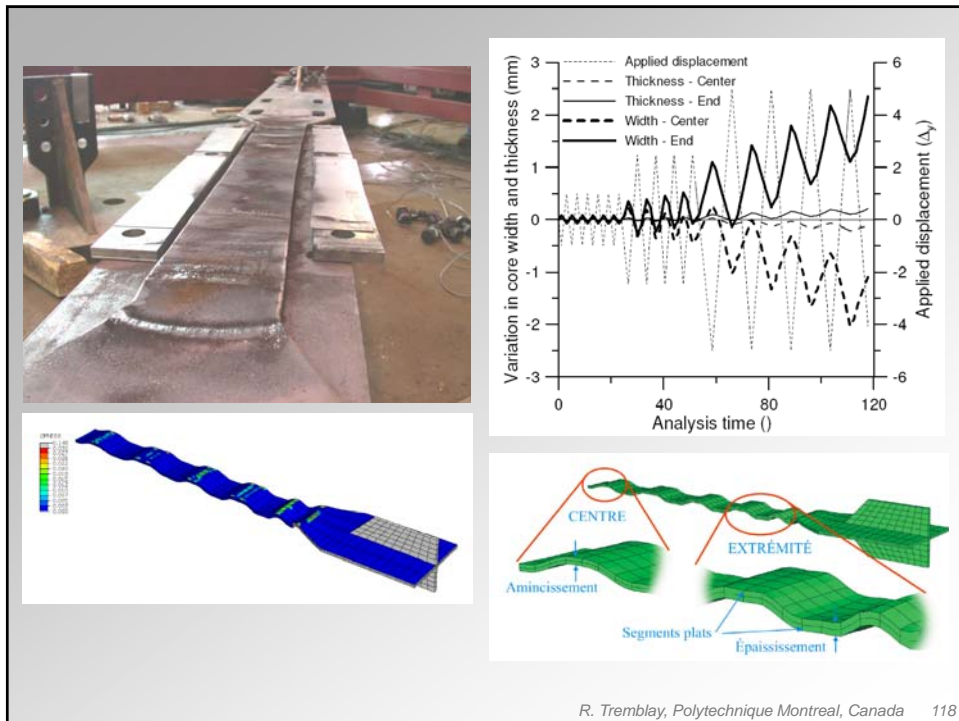 Variation in core width and thickness (mm)
3
2
1
0
-1
-2
-3
Applied displacement
Thickness - Center
Thickness - End
Width - Center
Width - End
6
4
2
0
-2
-4
-6
Applied displacement (Δy)
0
40
80
120
Analysis time ()
CENTRE
EXTRÉMITÉ
Amincissement
Segments plats
Épaississement
R. Tremblay, Polytechnique Montreal, Canada 118